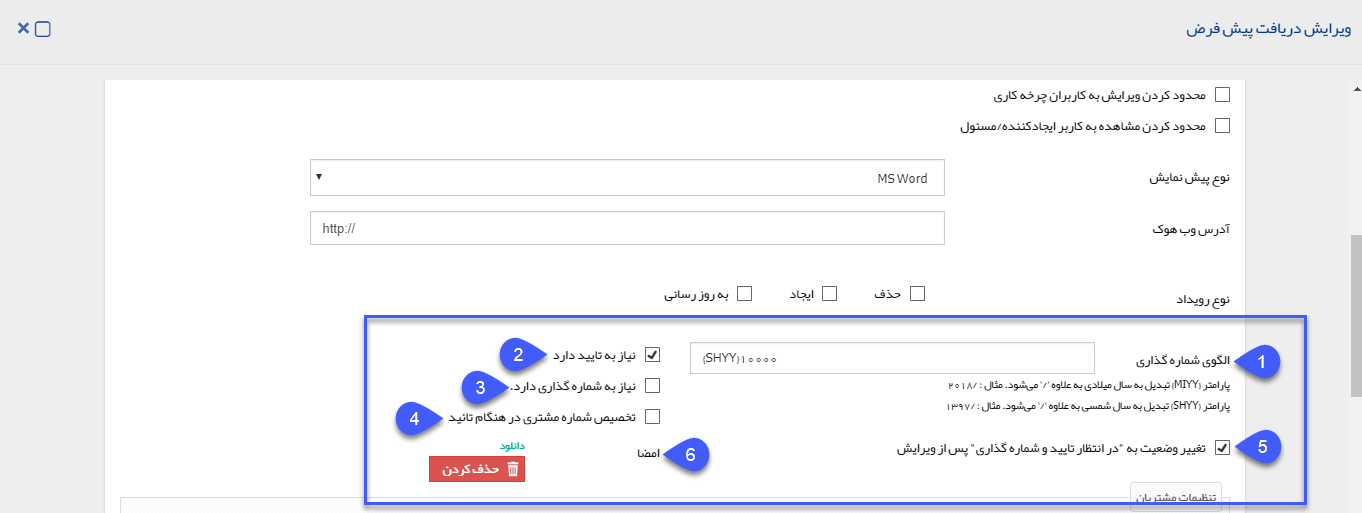 ویرایش دریافت پیش فرض
محدود کردن ویرایش به کاربران چرخه کاری
محدود کردن مشاهده به کاربر ایجادکننده/مسئول
نوع پیش نمایش
MS Word
آدرس وب هوک
http://
نوع رویداد
حذف
ایجاد
به روز رسانی
1
الگوی شماره گذاری
{SHYY}۱۰۰۰۰
پارامتر {MIYY} تبدیل به سال میلادی به علاوه '/' می‌شود. مثال : /۲۰۱۸
پارامتر {SHYY} تبدیل به سال شمسی به علاوه '/' می‌شود. مثال : /۱۳۹۷
نیاز به تایید دارد
2
نیاز به شماره گذاری دارد.
3
تخصیص شماره مشتری در هنگام تائید
4
5
تغییر وضعیت به "در انتظار تایید و شماره گذاری" پس از ویرایش
6
امضا
دانلود
حذف کردن
تنظیمات مشتریان